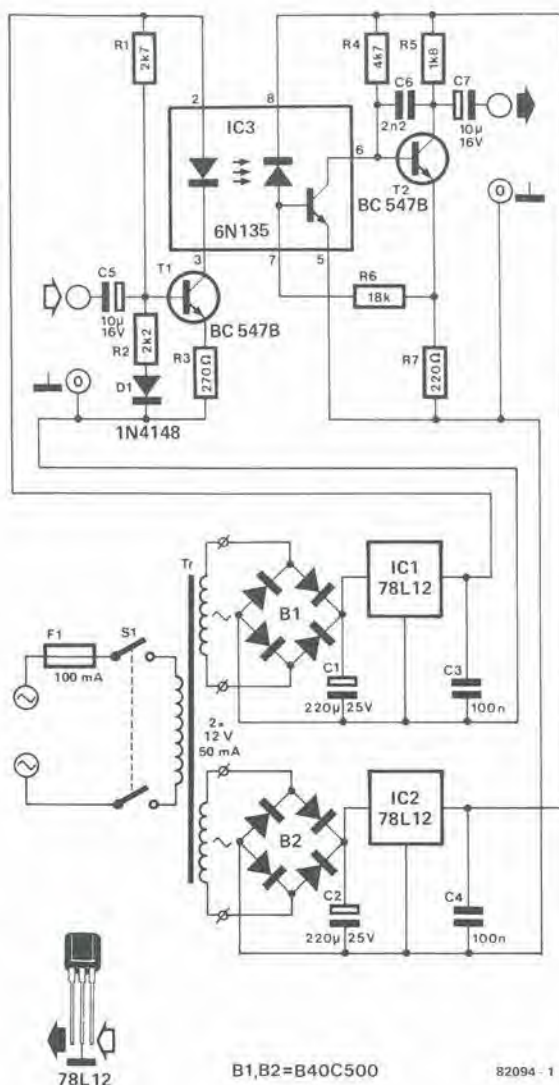 R1
2k7
R4
4k7
R5
1k8
C6
2n2
C7
10µ
16V
2
8
IC3
6
T2
BC 547B
6N135
3
7
5
0
C5
10µ
16V
T1
BC 547B
R2
2k2
R3
270Ω
R6
18k
R7
220Ω
0
D1
1N4148
F1
100 mA
S1
Tr
2x
12 V
50 mA
B1
IC1
78L12
C1
220µ 25V
C3
100n
B2
IC2
78L12
C2
220µ 25V
C4
100n
78L12
B1,B2=B40C500
82094 - 1